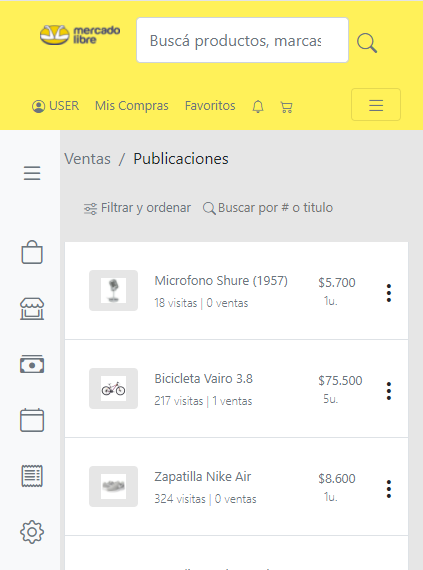 mercado
libre
Buscá productos, marcas
USER Mis Compras Favoritos
Ventas / Publicaciones
Filtrar y ordenar Buscar por # o titulo
Microfono Shure (1957) $5.700
18 visitas | 0 ventas 1u.
Bicicleta Vairo 3.8 $75.500
217 visitas | 1 ventas 5u.
Zapatilla Nike Air $8.600
324 visitas | 0 ventas 1u.